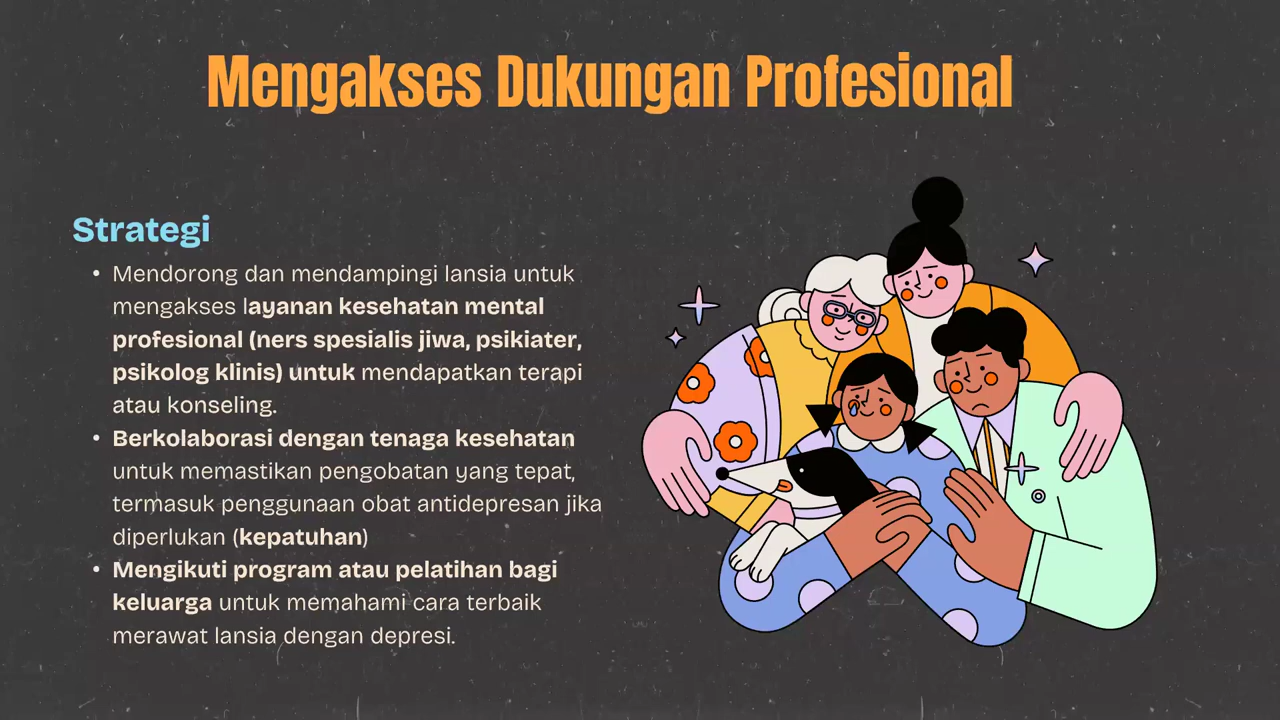 Mengakses Dukungan Profesional
Strategi
• Mendorong dan mendampingi lansia untuk
mengakses layanan kesehatan mental
profesional (ners spesialis jiwa, psikiater,
psikolog klinis) untuk mendapatkan terapi
atau konseling.
• Berkolaborasi dengan tenaga kesehatan
untuk memastikan pengobatan yang tepat,
termasuk penggunaan obat antidepresan jika
diperlukan (kepatuhan)
• Mengikuti program atau pelatihan bagi
keluarga untuk memahami cara terbaik
merawat lansia dengan depresi.